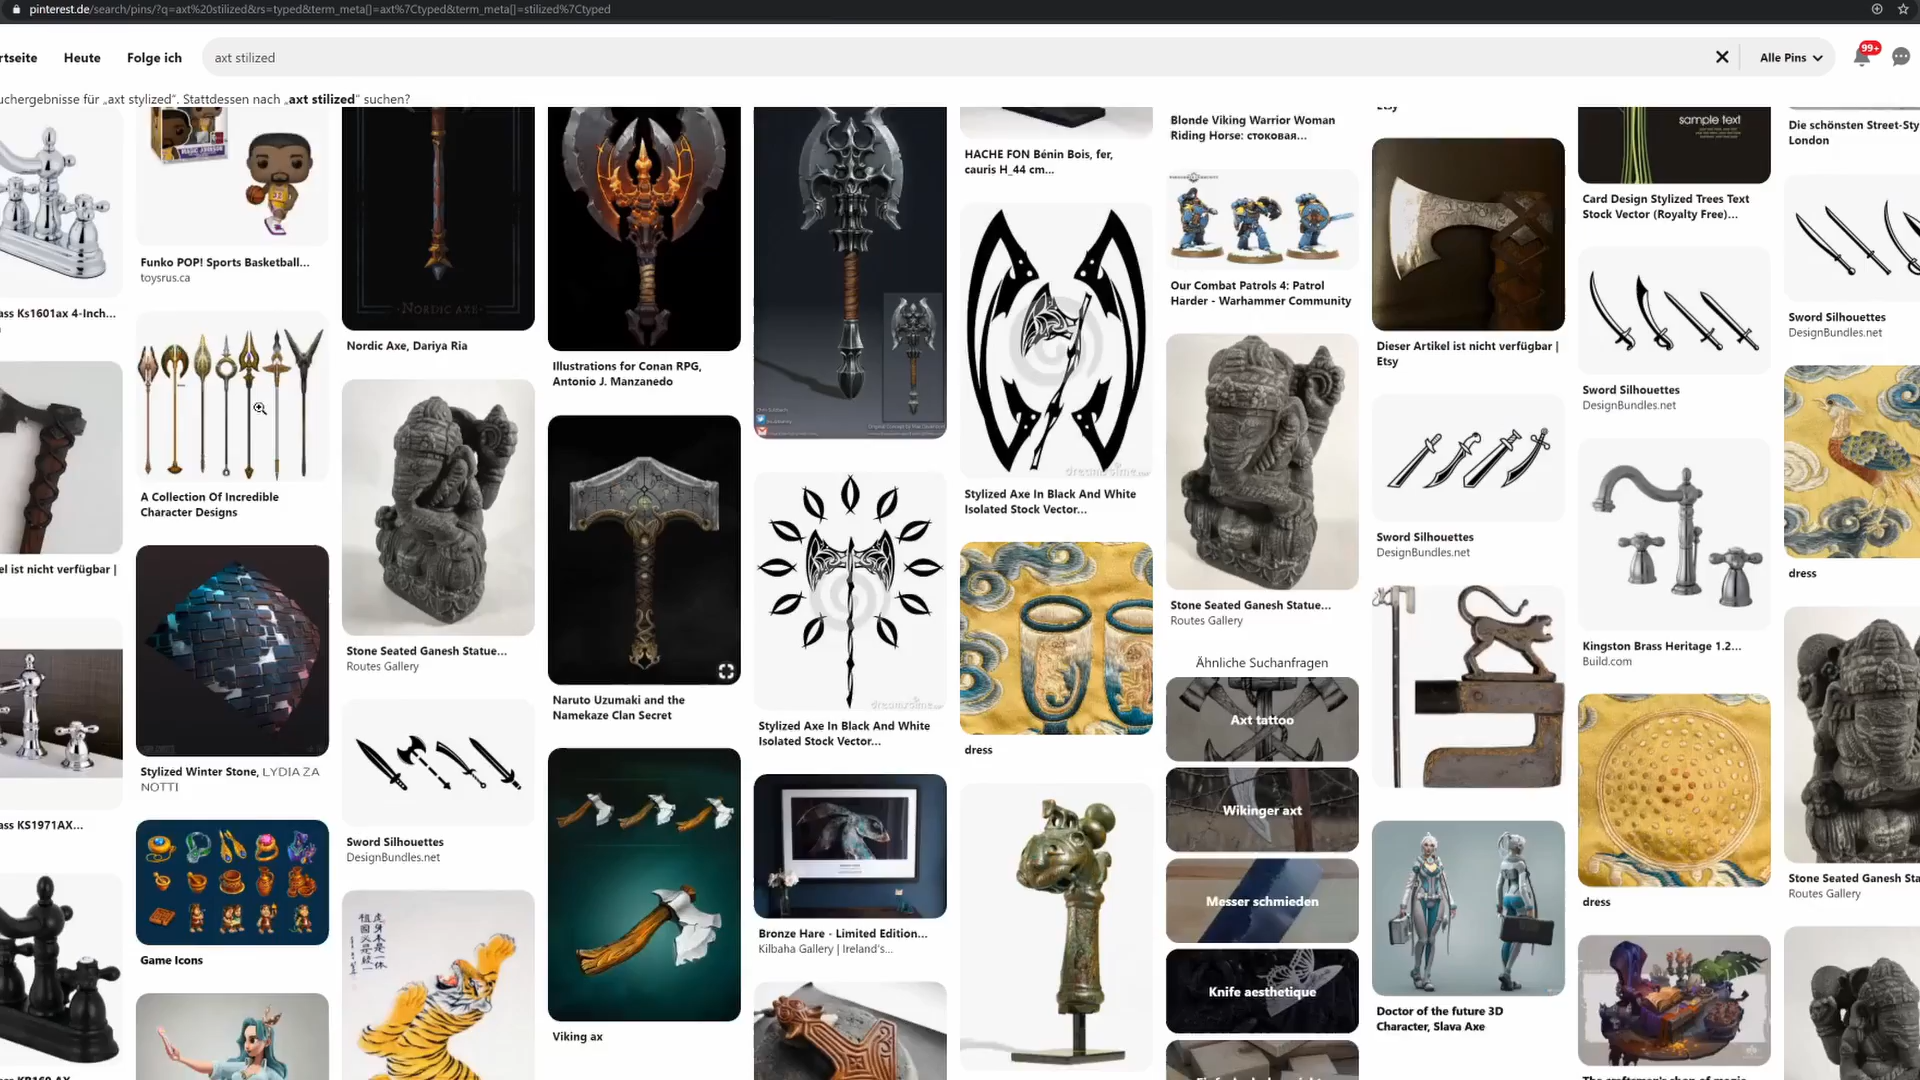 pinterest.de/search/pins/?q=axt%20stilized&rs=typed&term_meta[]=axt%7Ctyped&term_meta[]=stilized%7Ctyped
rtseite
Heute
Folge ich
axt stilized
Alle Pins
99+
uchergebnisse für „axt stylized“. Stattdessen nach „axt stilized“ suchen?
ass Ks1601ax 4-Inch...
el ist nicht verfügbar |
ass KS1971AX...
Funko POP! Sports Basketball...
toysrus.ca
A Collection Of Incredible
Character Designs
Stylized Winter Stone, LYDIA ZA
NOTTI
Game Icons
NORDIC AXE
Nordic Axe, Dariya Ria
Stone Seated Ganesh Statue...
Routes Gallery
Sword Silhouettes
DesignBundles.net
Illustrations for Conan RPG,
Antonio J. Manzanedo
Naruto Uzumaki and the
Namekaze Clan Secret
Viking ax
dreamstime
Stylized Axe In Black And White
Isolated Stock Vector...
Bronze Hare - Limited Edition...
Kilbaha Gallery | Ireland's...
HACHE FON Bénin Bois, fer,
cauris H_44 cm...
dreamstime
Stylized Axe In Black And White
Isolated Stock Vector...
dress
Blonde Viking Warrior Woman
Riding Horse: стоковая...
Our Combat Patrols 4: Patrol
Harder - Warhammer Community
Stone Seated Ganesh Statue...
Routes Gallery
Ähnliche Suchanfragen
Axt tattoo
Wikinger axt
Messer schmieden
Knife aesthetique
Etsy
Dieser Artikel ist nicht verfügbar |
Etsy
Sword Silhouettes
DesignBundles.net
Doctor of the future 3D
Character, Slava Axe
sample text
Card Design Stylized Trees Text
Stock Vector (Royalty Free)...
Sword Silhouettes
DesignBundles.net
Kingston Brass Heritage 1.2...
Build.com
dress
Die schönsten Street-Sty
London
Sword Silhouettes
DesignBundles.net
dress
Stone Seated Ganesh Sta
Routes Gallery